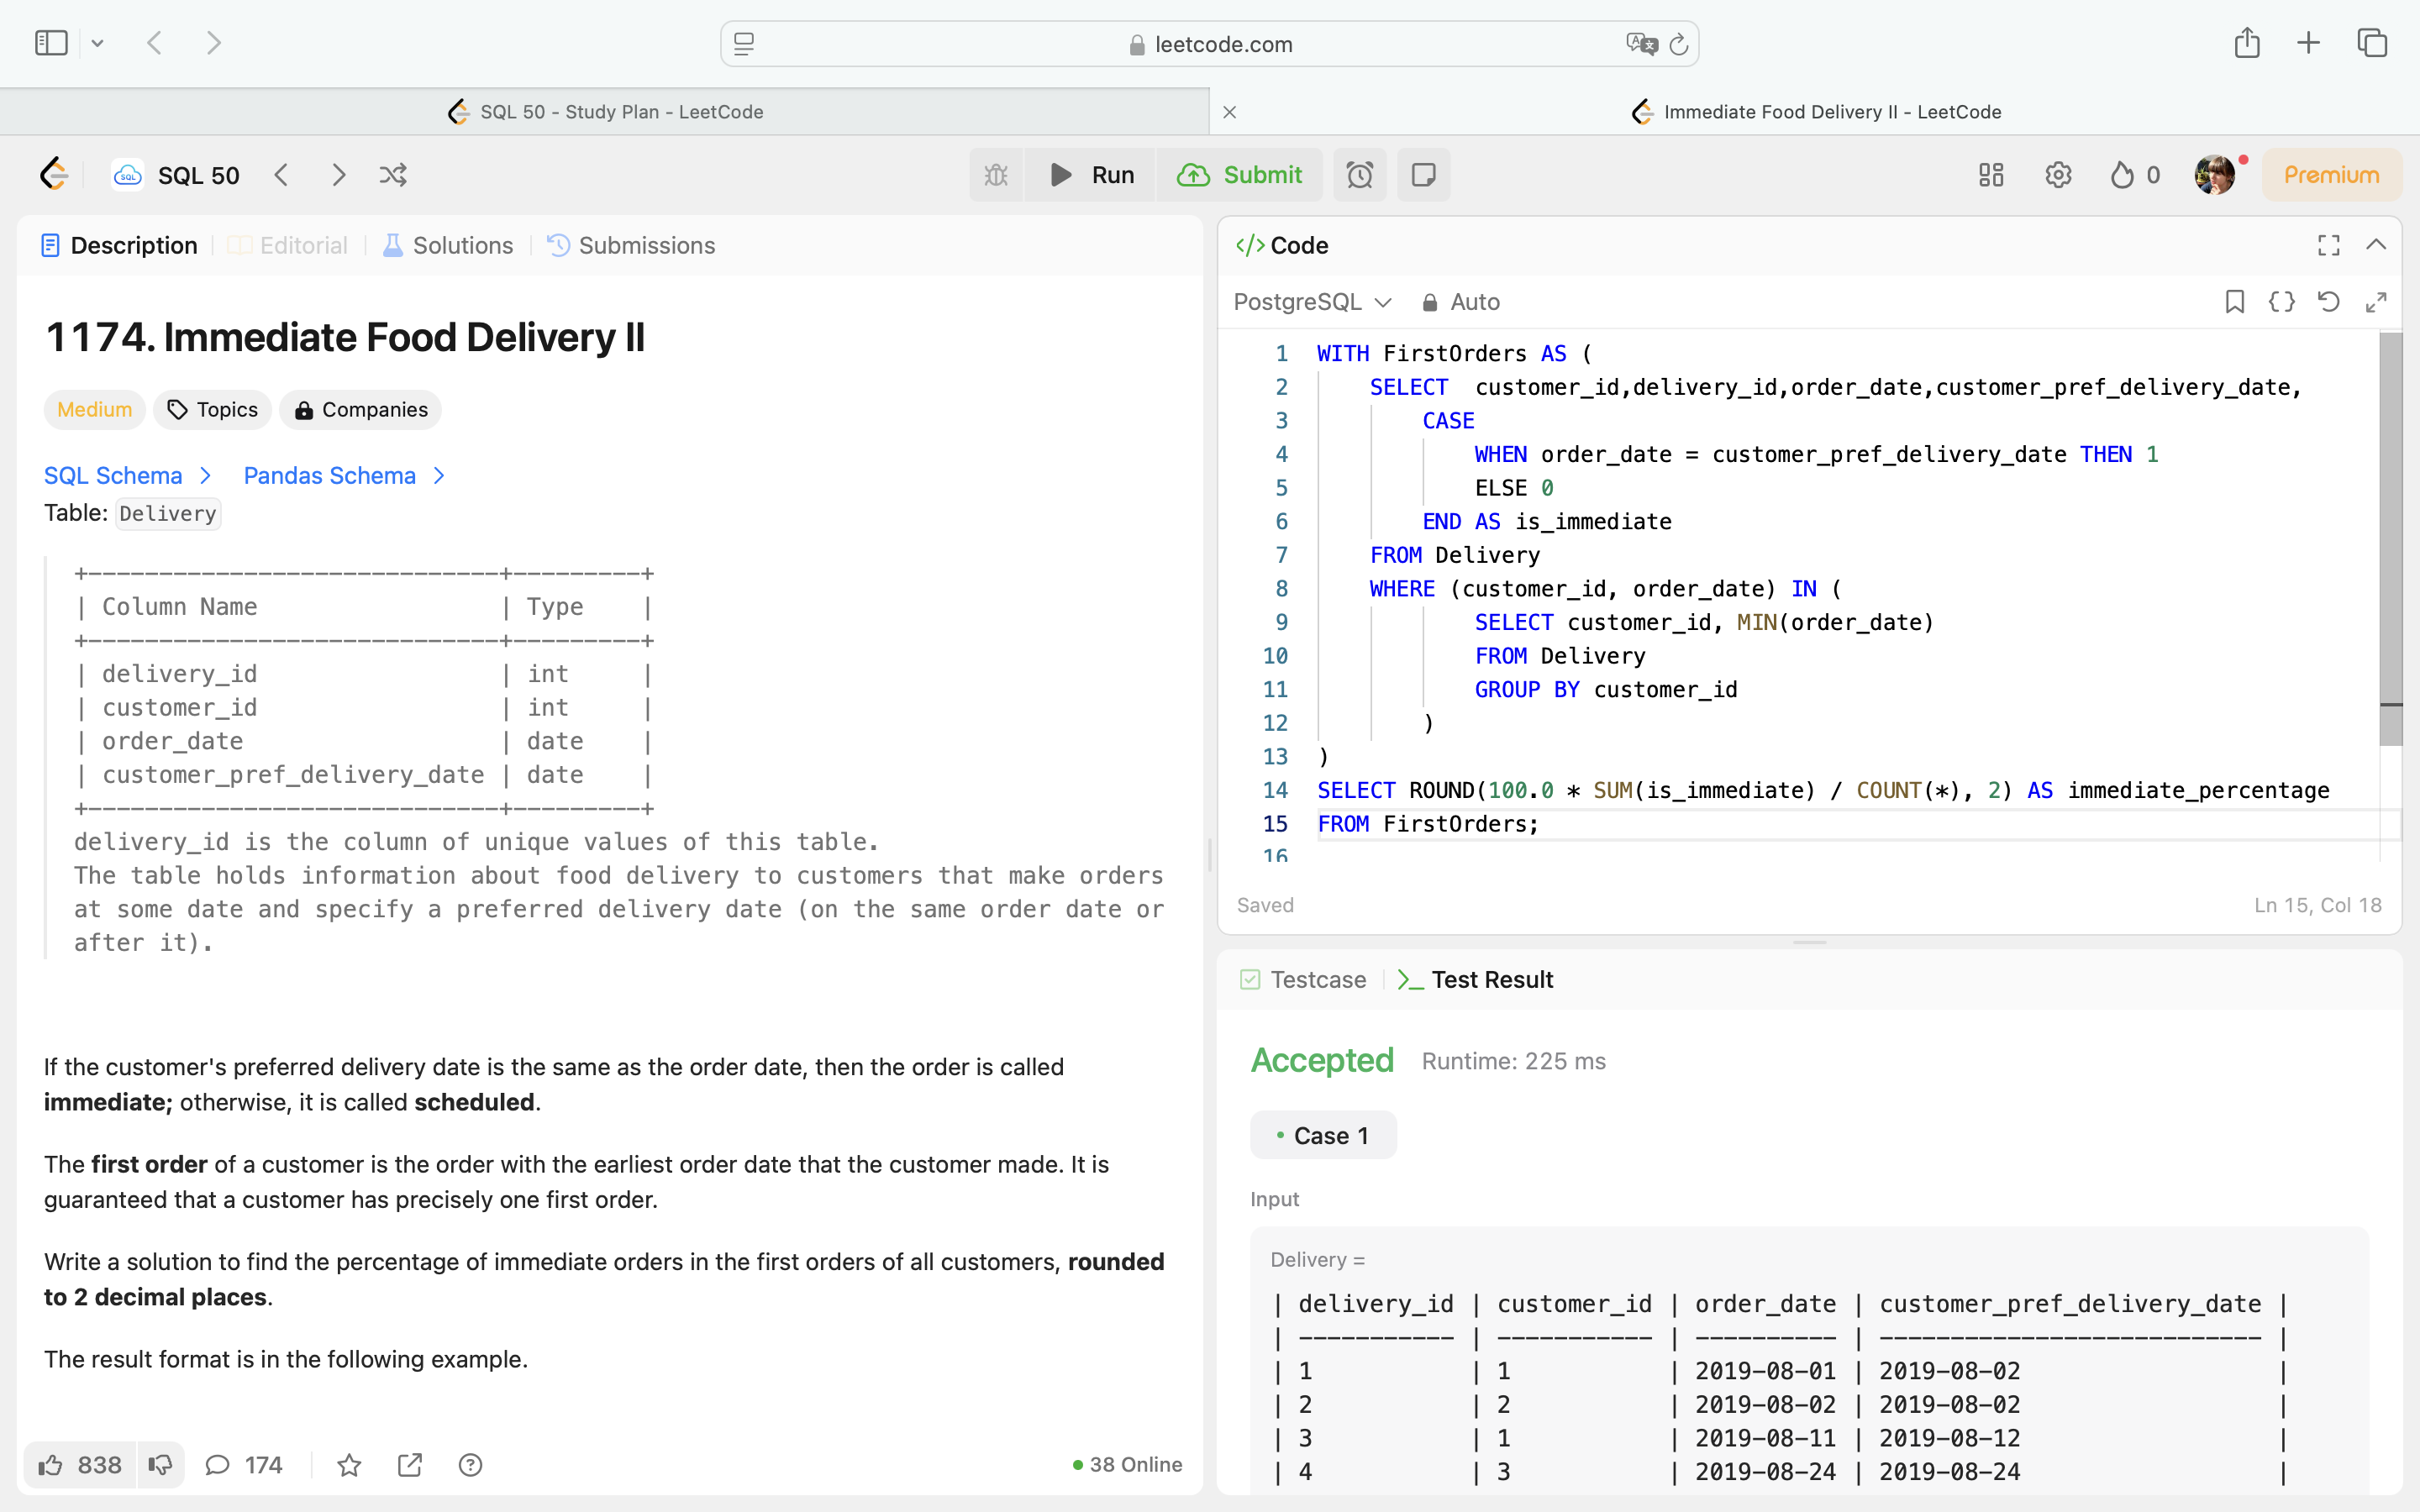 leetcode.com
SQL 50 - Study Plan - LeetCode
Immediate Food Delivery II - LeetCode
SQL 50
Run
Submit
0
Premium
Description
Editorial
Solutions
Submissions
1174. Immediate Food Delivery II
Medium
Topics
Companies
SQL Schema
Pandas Schema
Table: Delivery
+-----------------------------+---------+
| Column Name                 | Type    |
+-----------------------------+---------+
| delivery_id                 | int     |
| customer_id                 | int     |
| order_date                  | date    |
| customer_pref_delivery_date | date    |
+-----------------------------+---------+
delivery_id is the column of unique values of this table.
The table holds information about food delivery to customers that make orders
at some date and specify a preferred delivery date (on the same order date or
after it).
If the customer's preferred delivery date is the same as the order date, then the order is called
immediate; otherwise, it is called scheduled.
The first order of a customer is the order with the earliest order date that the customer made. It is
guaranteed that a customer has precisely one first order.
Write a solution to find the percentage of immediate orders in the first orders of all customers, rounded
to 2 decimal places.
The result format is in the following example.
838
174
38 Online
Code
PostgreSQL
Auto
1 WITH FirstOrders AS (
2     SELECT  customer_id,delivery_id,order_date,customer_pref_delivery_date,
3         CASE
4             WHEN order_date = customer_pref_delivery_date THEN 1
5             ELSE 0
6         END AS is_immediate
7     FROM Delivery
8     WHERE (customer_id, order_date) IN (
9             SELECT customer_id, MIN(order_date)
10             FROM Delivery
11             GROUP BY customer_id
12         )
13 )
14 SELECT ROUND(100.0 * SUM(is_immediate) / COUNT(*), 2) AS immediate_percentage
15 FROM FirstOrders;
16
Saved
Ln 15, Col 18
Testcase
Test Result
Accepted
Runtime: 225 ms
Case 1
Input
Delivery =
| delivery_id | customer_id | order_date | customer_pref_delivery_date |
| ----------- | ----------- | ---------- | --------------------------- |
| 1           | 1           | 2019-08-01 | 2019-08-02                  |
| 2           | 2           | 2019-08-02 | 2019-08-02                  |
| 3           | 1           | 2019-08-11 | 2019-08-12                  |
| 4           | 3           | 2019-08-24 | 2019-08-24                  |